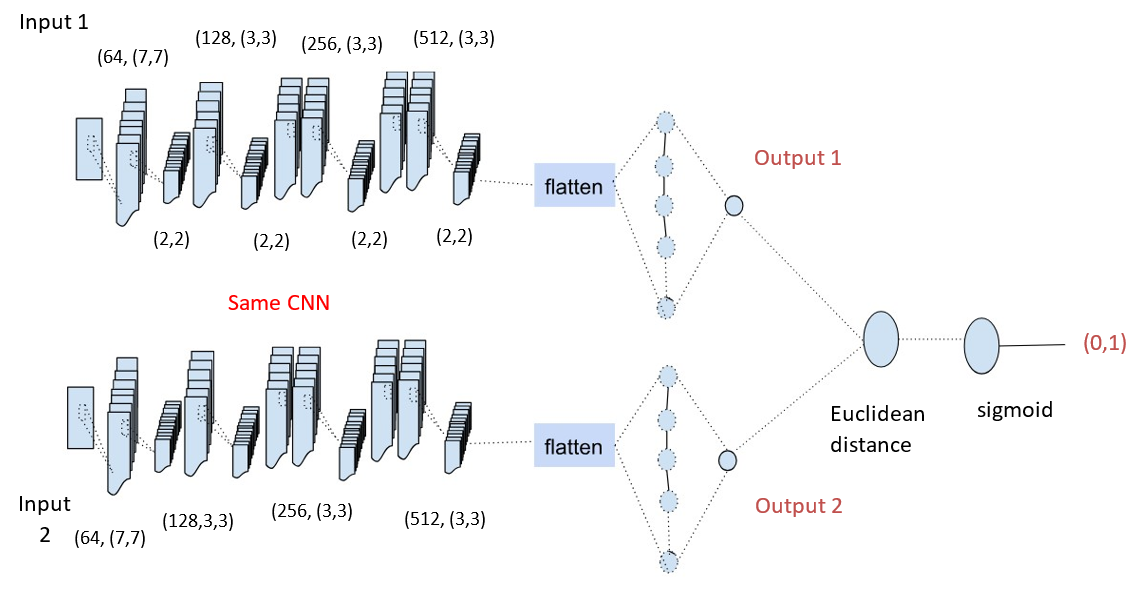 Input 1
(64, (7,7)
(128, (3,3)
(256, (3,3)
(512, (3,3)
(2,2)
(2,2)
(2,2)
(2,2)
flatten
Output 1
Same CNN
(0,1)
Euclidean
distance
sigmoid
flatten
Output 2
Input
2
(64, (7,7)
(128,3,3)
(256, (3,3)
(512, (3,3)